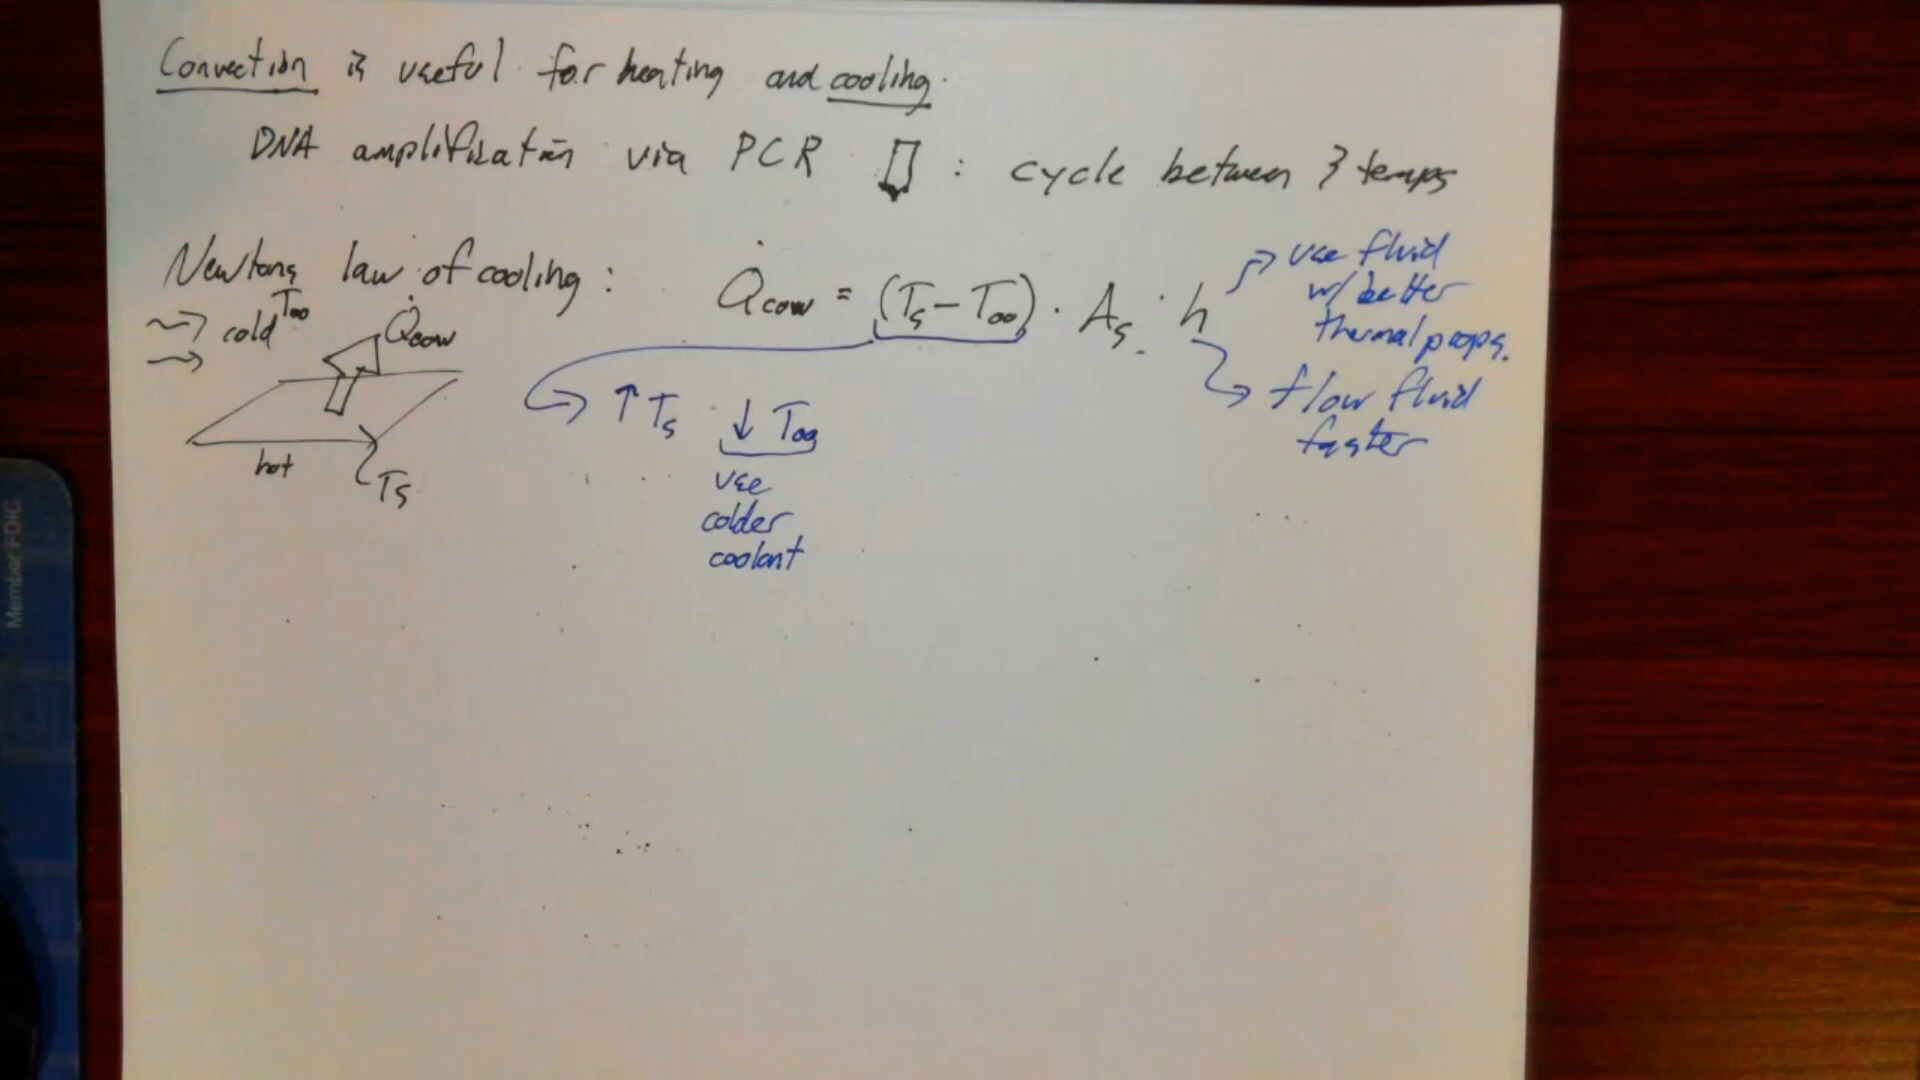 Convection is useful for heating and cooling.
DNA amplification via PCR : cycle between 3 temps
Newtons law of cooling : Q̇conv = (Ts - T∞) · As · h
cold T∞
Q̇conv
hot
Ts
↑ Ts ↓ T∞
use
colder
coolant
use fluid
w/ better
thermal props.
flow fluid
faster
Member FDIC